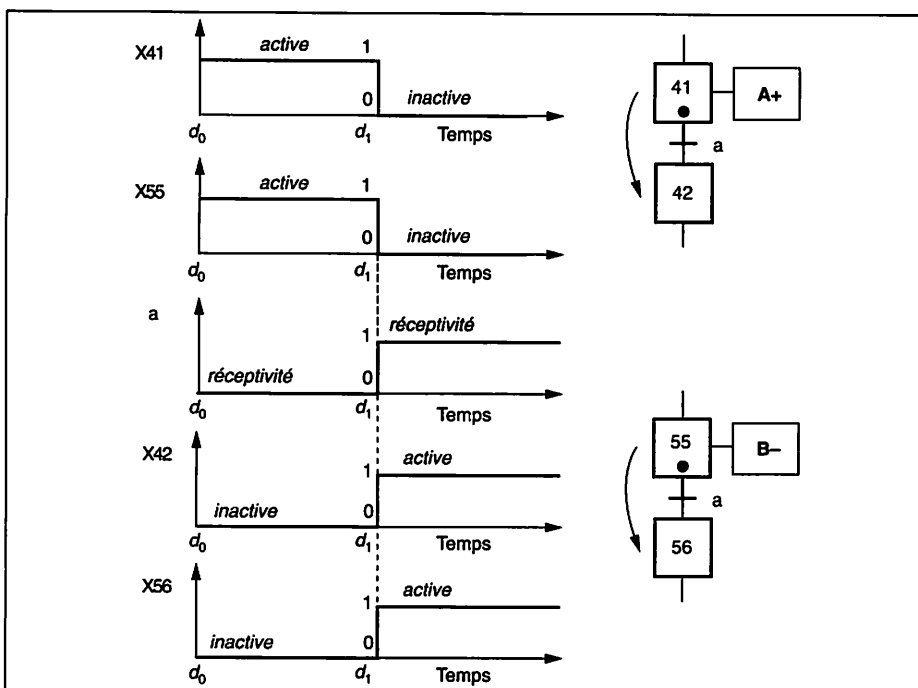 X41
active
1
0
inactive
d0
d1
Temps
X55
active
1
0
inactive
d0
d1
Temps
a
réceptivité
1
réceptivité
0
d0
d1
Temps
X42
active
1
inactive
0
d0
d1
Temps
X56
active
1
inactive
0
d0
d1
Temps
41
A+
a
42
55
B–
a
56